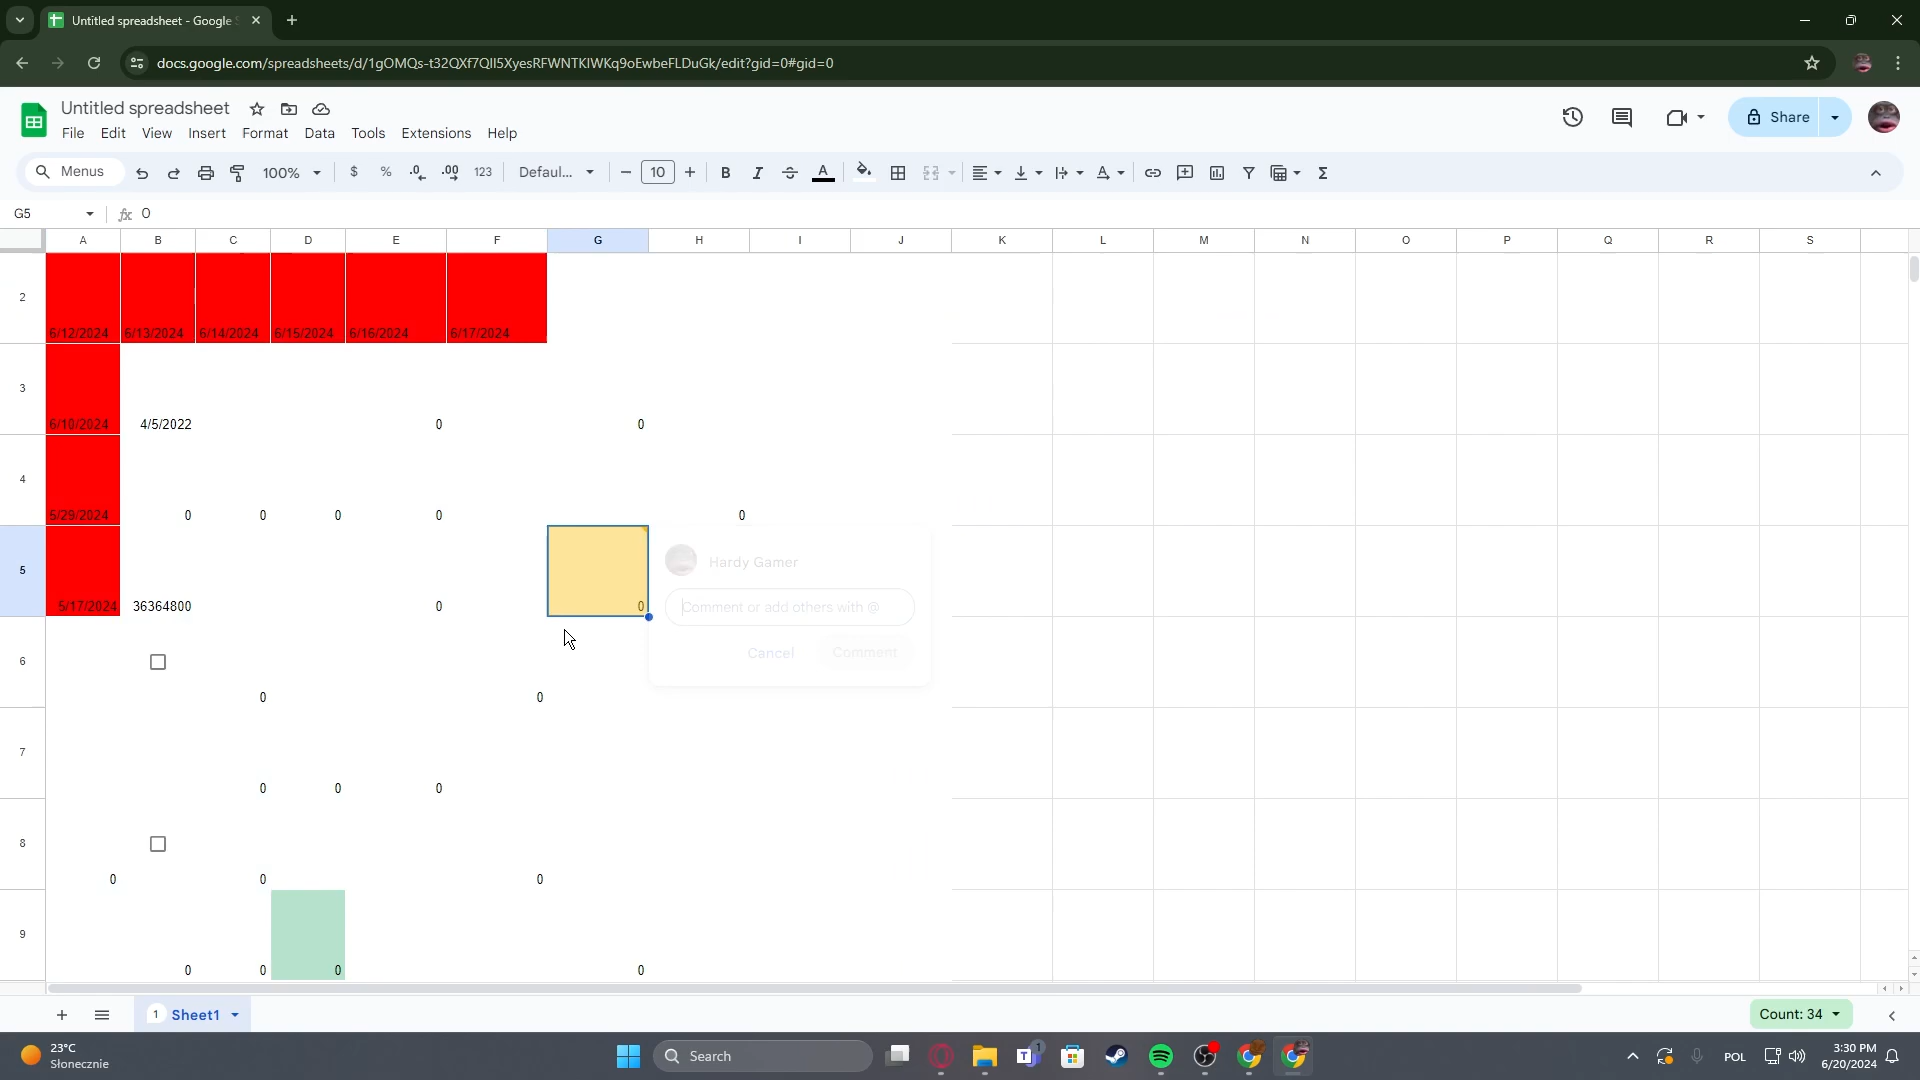 Untitled spreadsheet - Google S
docs.google.com/spreadsheets/d/1gOMQs-t32QXf7QlI5XyesRFWNTKlWKq9oEwbeFLDuGk/edit?gid=0#gid=0
Untitled spreadsheet
File Edit View Insert Format Data Tools Extensions Help
Share
Menus 100% $ % .0 .00 123 Defaul... − 10 + B I A
G5 fx 0
A B C D E F G H I J K L M N O P Q R S
2 6/12/2024 6/13/2024 6/14/2024 6/15/2024 6/16/2024 6/17/2024
3 6/10/2024 4/5/2022 0 0
4 5/29/2024 0 0 0 0 0
Hardy Gamer
5 5/17/2024 36364800 0 0
Comment or add others with @
Cancel Comment
6 0 0
7 0 0 0
8 0 0 0
9 0 0 0 0
1 Sheet1
Count: 34
23°C
Słonecznie
Search
1
POL
3:30 PM
6/20/2024